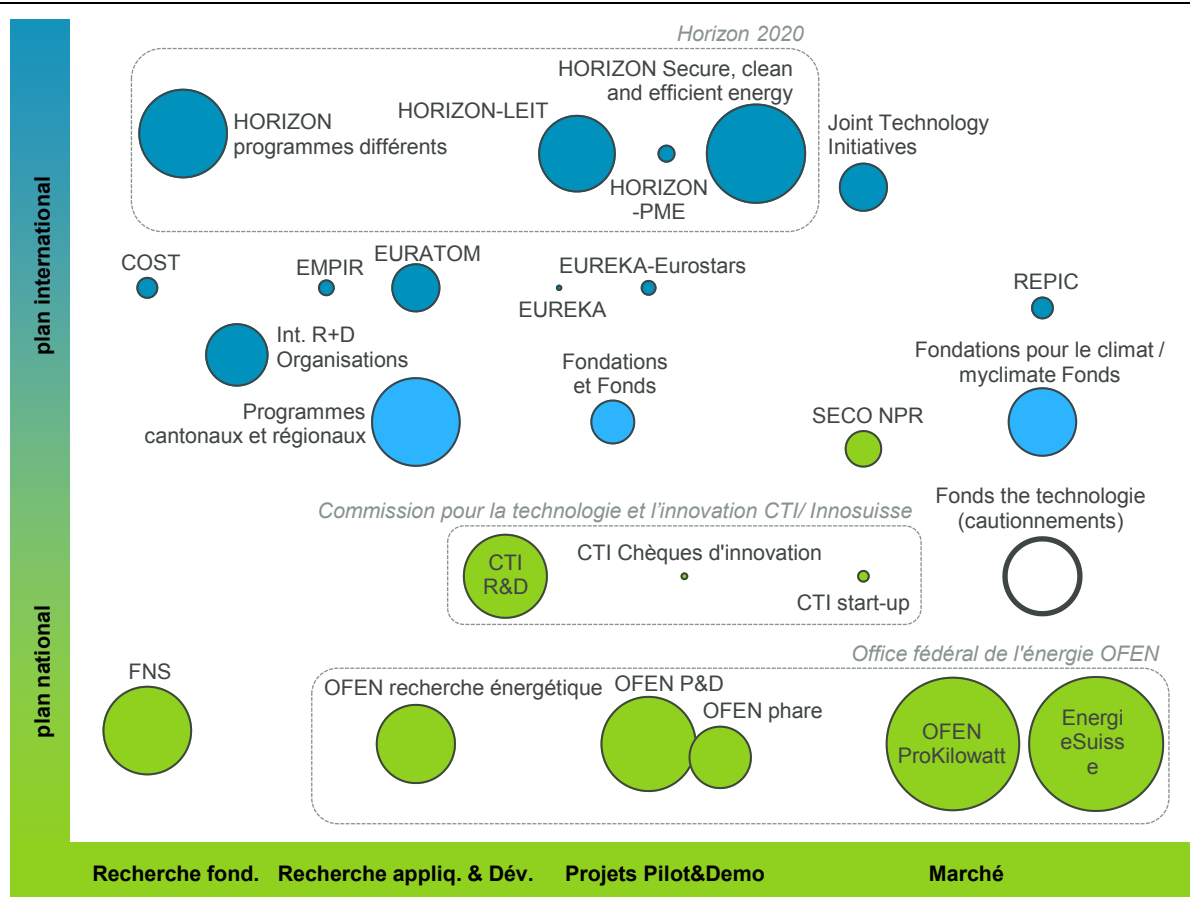 Horizon 2020
HORIZON Secure, clean
and efficient energy
HORIZON-LEIT
HORIZON
programmes différents
Joint Technology
Initiatives
HORIZON
-PME
COST
EMPIR
EURATOM
EUREKA-Eurostars
EUREKA
REPIC
Int. R+D
Organisations
Fondations
et Fonds
Fondations pour le climat /
myclimate Fonds
Programmes
cantonaux et régionaux
SECO NPR
Commission pour la technologie et l'innovation CTI/ Innosuisse
Fonds the technologie
(cautionnements)
CTI
R&D
CTI Chèques d'innovation
CTI start-up
Office fédéral de l'énergie OFEN
FNS
OFEN recherche énergétique
OFEN P&D
OFEN phare
OFEN
ProKilowatt
Energi
eSuiss
e
plan international
plan national
Recherche fond.
Recherche appliq. & Dév.
Projets Pilot&Demo
Marché